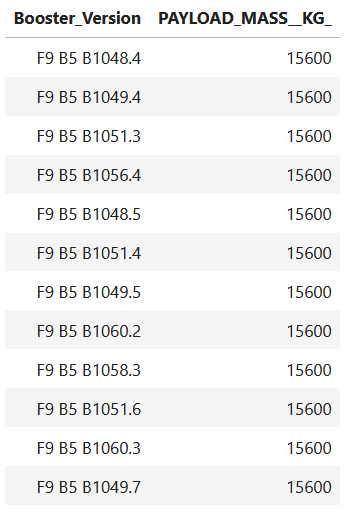 Booster_Version PAYLOAD_MASS__KG_
F9 B5 B1048.4 15600
F9 B5 B1049.4 15600
F9 B5 B1051.3 15600
F9 B5 B1056.4 15600
F9 B5 B1048.5 15600
F9 B5 B1051.4 15600
F9 B5 B1049.5 15600
F9 B5 B1060.2 15600
F9 B5 B1058.3 15600
F9 B5 B1051.6 15600
F9 B5 B1060.3 15600
F9 B5 B1049.7 15600